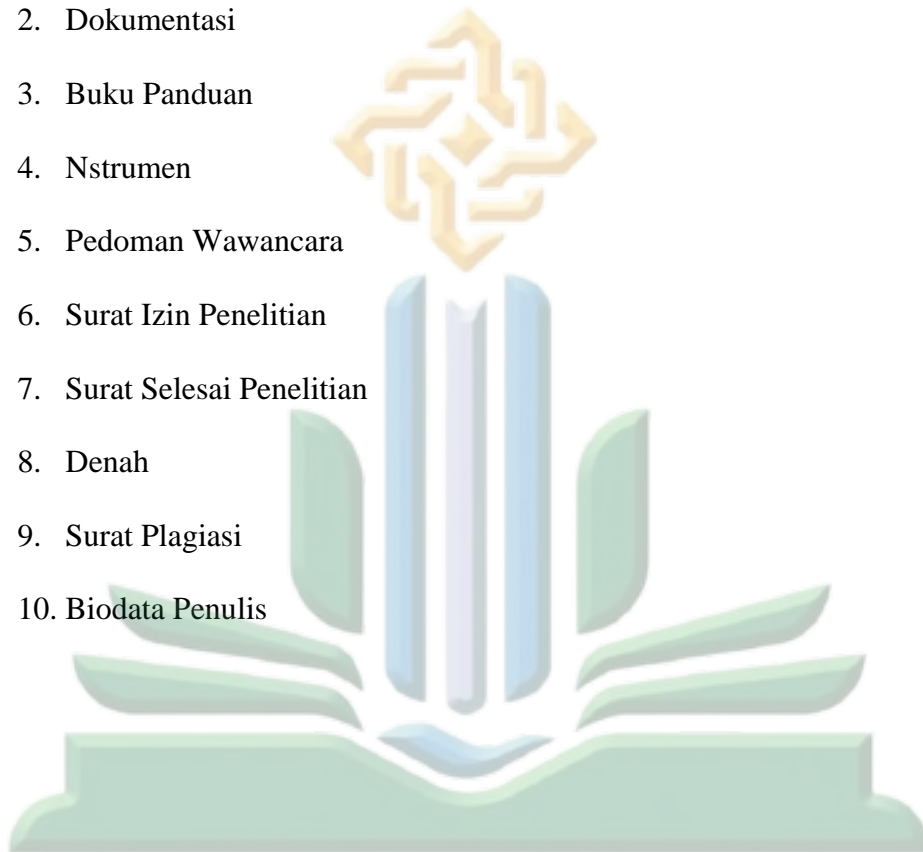 2. Dokumentasi
3. Buku Panduan
4. Nstrumen
5. Pedoman Wawancara
6. Surat Izin Penelitian
7. Surat Selesai Penelitian
8. Denah
9. Surat Plagiasi
10. Biodata Penulis